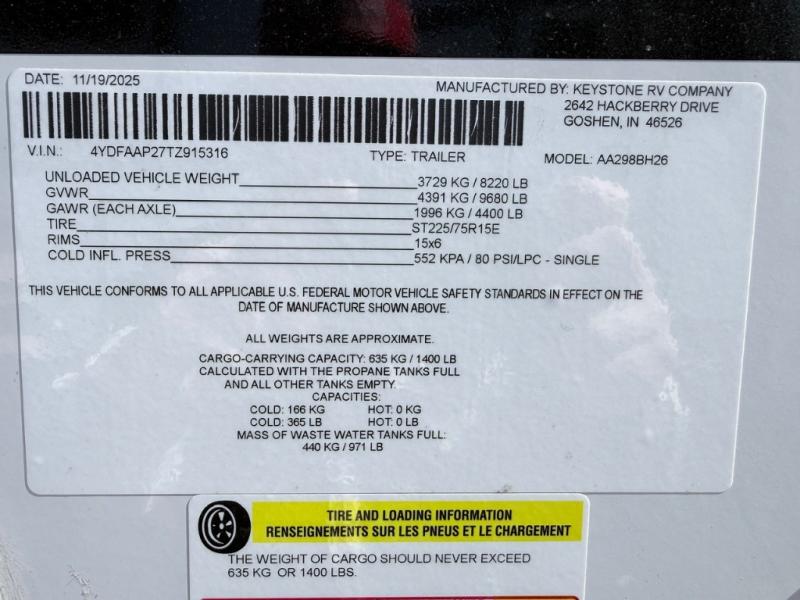 DATE: 11/19/2025
MANUFACTURED BY: KEYSTONE RV COMPANY
2642 HACKBERRY DRIVE
GOSHEN, IN 46526
V.I.N.: 4YDFAAP27TZ915316 TYPE: TRAILER MODEL: AA298BH26
UNLOADED VEHICLE WEIGHT 3729 KG / 8220 LB
GVWR 4391 KG / 9680 LB
GAWR (EACH AXLE) 1996 KG / 4400 LB
TIRE ST225/75R15E
RIMS 15x6
COLD INFL. PRESS 552 KPA / 80 PSI/LPC - SINGLE
THIS VEHICLE CONFORMS TO ALL APPLICABLE U.S. FEDERAL MOTOR VEHICLE SAFETY STANDARDS IN EFFECT ON THE
DATE OF MANUFACTURE SHOWN ABOVE.
ALL WEIGHTS ARE APPROXIMATE.
CARGO-CARRYING CAPACITY: 635 KG / 1400 LB
CALCULATED WITH THE PROPANE TANKS FULL
AND ALL OTHER TANKS EMPTY.
CAPACITIES:
COLD: 166 KG HOT: 0 KG
COLD: 365 LB HOT: 0 LB
MASS OF WASTE WATER TANKS FULL:
440 KG / 971 LB
TIRE AND LOADING INFORMATION
RENSEIGNEMENTS SUR LES PNEUS ET LE CHARGEMENT
THE WEIGHT OF CARGO SHOULD NEVER EXCEED
635 KG OR 1400 LBS.